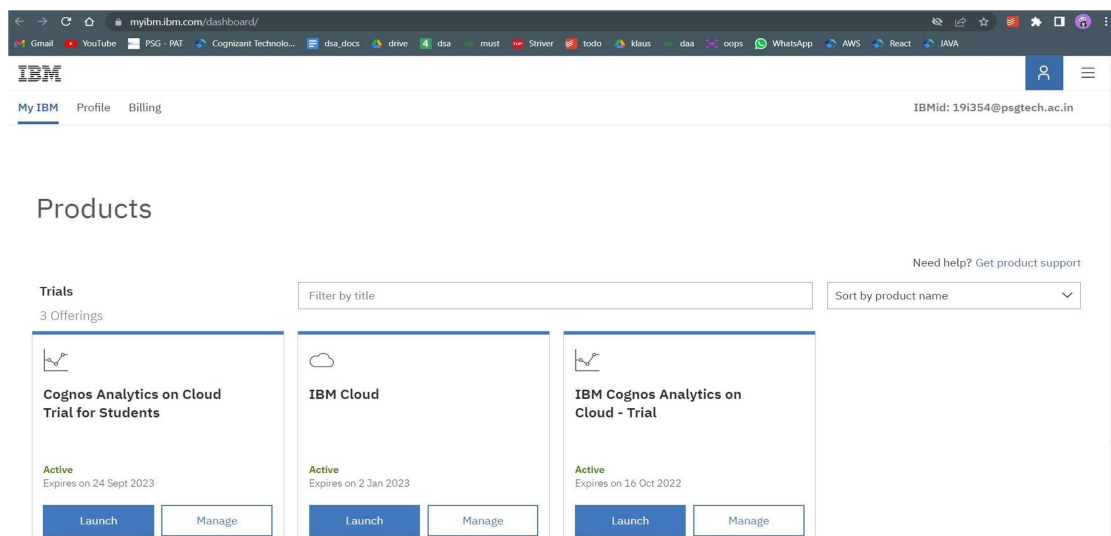 myibm.ibm.com/dashboard/
Gmail YouTube PSG - PAT Cognizant Technolo... dsa_docs drive 4 dsa must Striver todo klaus daa oops WhatsApp AWS React JAVA
IBM
My IBM Profile Billing IBMid: 19i354@psgtech.ac.in
Products
Need help? Get product support
Trials
3 Offerings
Filter by title
Sort by product name
Cognos Analytics on Cloud
Trial for Students
Active
Expires on 24 Sept 2023
Launch Manage
IBM Cloud
Active
Expires on 2 Jan 2023
Launch Manage
IBM Cognos Analytics on
Cloud - Trial
Active
Expires on 16 Oct 2022
Launch Manage